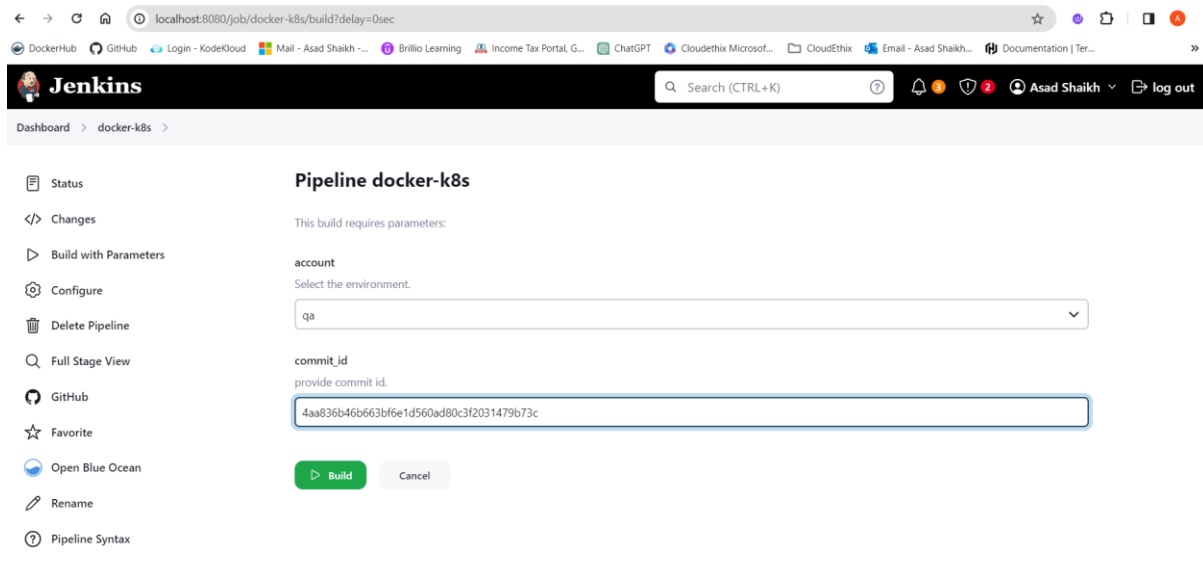 localhost:8080/job/docker-k8s/build?delay=0sec
A
DockerHub GitHub Login - KodeKloud Mail - Asad Shaikh -... Brillio Learning Income Tax Portal, G... ChatGPT Cloudethix Microsof... CloudEthix Email - Asad Shaikh... Documentation | Ter... »
Jenkins Search (CTRL+K) 3 2 Asad Shaikh log out
Dashboard > docker-k8s >
Status
Changes
Build with Parameters
Configure
Delete Pipeline
Full Stage View
GitHub
Favorite
Open Blue Ocean
Rename
Pipeline Syntax
Pipeline docker-k8s
This build requires parameters:
account
Select the environment.
qa
commit_id
provide commit id.
4aa836b46b663bf6e1d560ad80c3f2031479b73c
Build Cancel